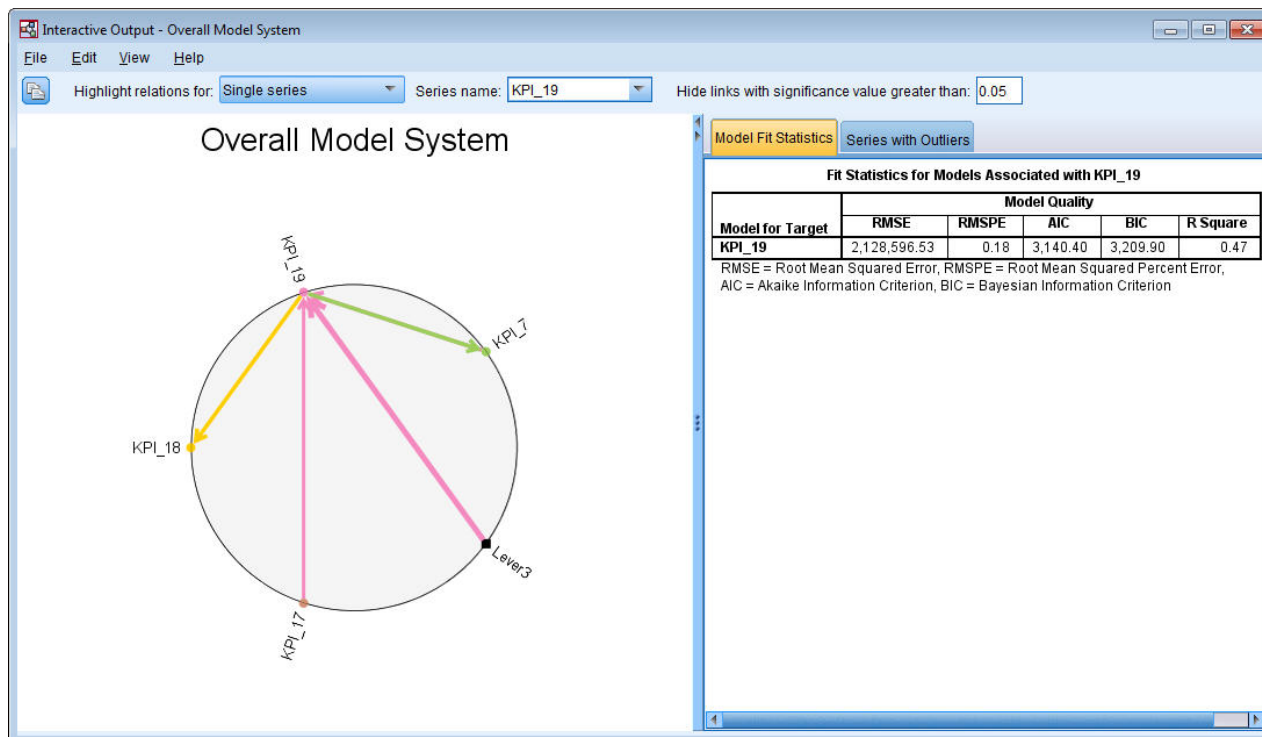 Interactive Output - Overall Model System
File Edit View Help
Highlight relations for: Single series Series name: KPI_19 Hide links with significance value greater than: 0.05
Overall Model System
KPI_19
KPI_7
KPI_18
Lever3
KPI_17
Model Fit Statistics Series with Outliers
Fit Statistics for Models Associated with KPI_19
Model for Target Model Quality
RMSE RMSPE AIC BIC R Square
KPI_19 2,128,596.53 0.18 3,140.40 3,209.90 0.47
RMSE = Root Mean Squared Error, RMSPE = Root Mean Squared Percent Error,
AIC = Akaike Information Criterion, BIC = Bayesian Information Criterion